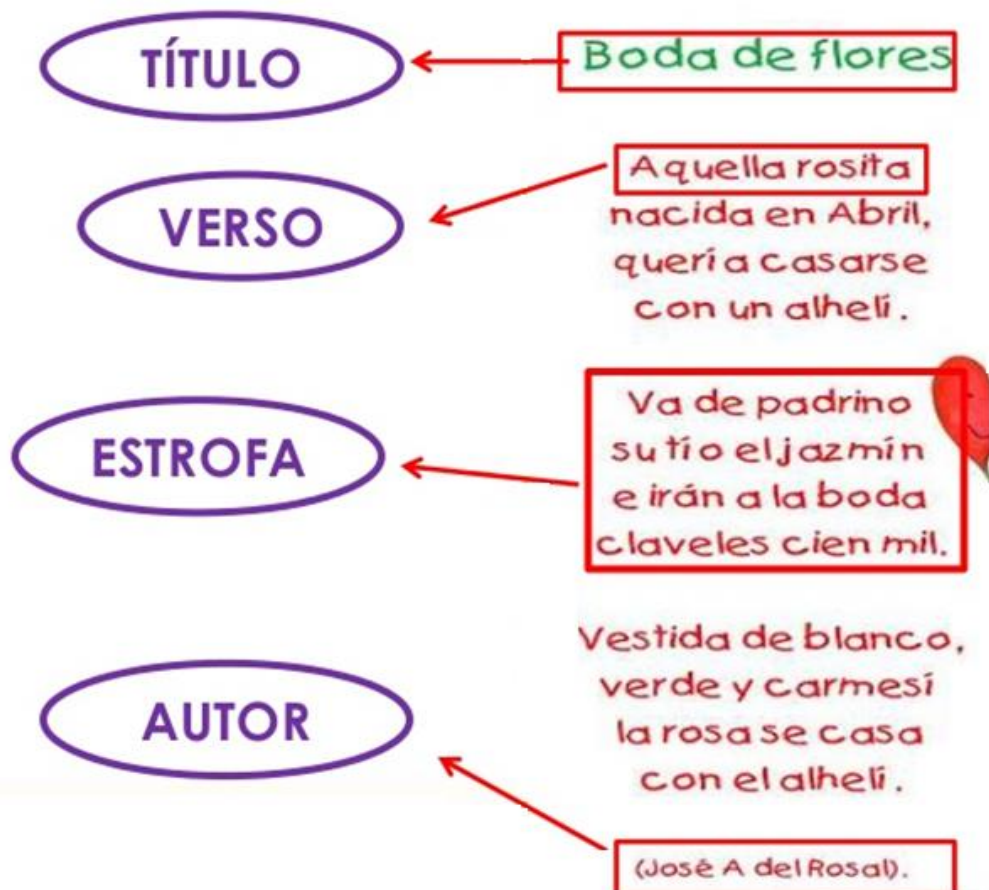 TÍTULO
Boda de flores
VERSO
Aquella rosita
nacida en Abril,
quería casarse
con un alhelí.
ESTROFA
Va de padrino
su tío el jazmín
e irán a la boda
claveles cien mil.
AUTOR
Vestida de blanco,
verde y carmesí
la rosa se casa
con el alhelí.
(José A del Rosal).